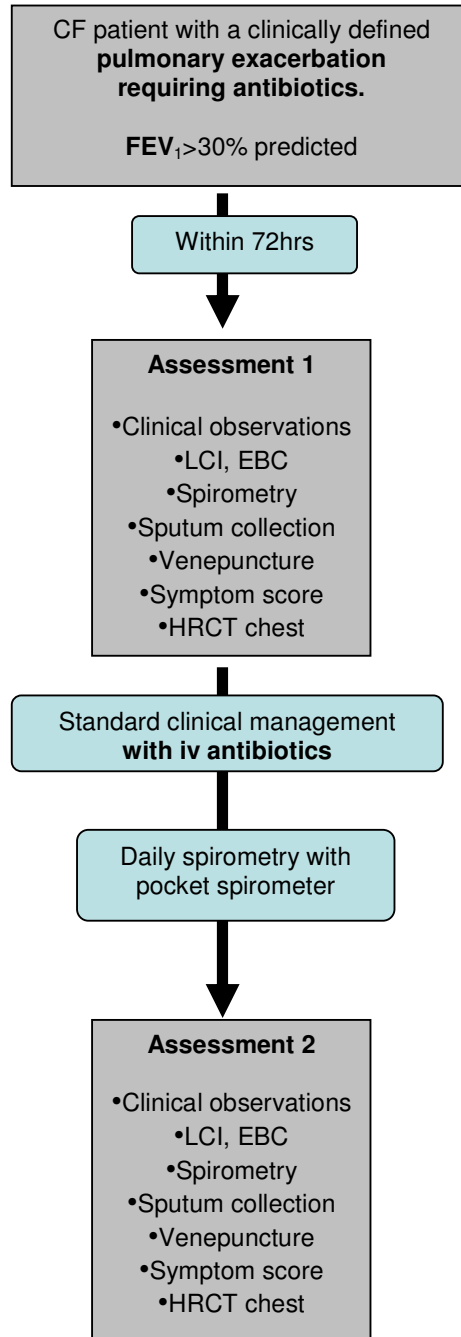 CF patient with a clinically defined
pulmonary exacerbation
requiring antibiotics.
FEV₁>30% predicted
Within 72hrs
Assessment 1
•Clinical observations
•LCI, EBC
•Spirometry
•Sputum collection
•Venepuncture
•Symptom score
•HRCT chest
Standard clinical management
with iv antibiotics
Daily spirometry with
pocket spirometer
Assessment 2
•Clinical observations
•LCI, EBC
•Spirometry
•Sputum collection
•Venepuncture
•Symptom score
•HRCT chest